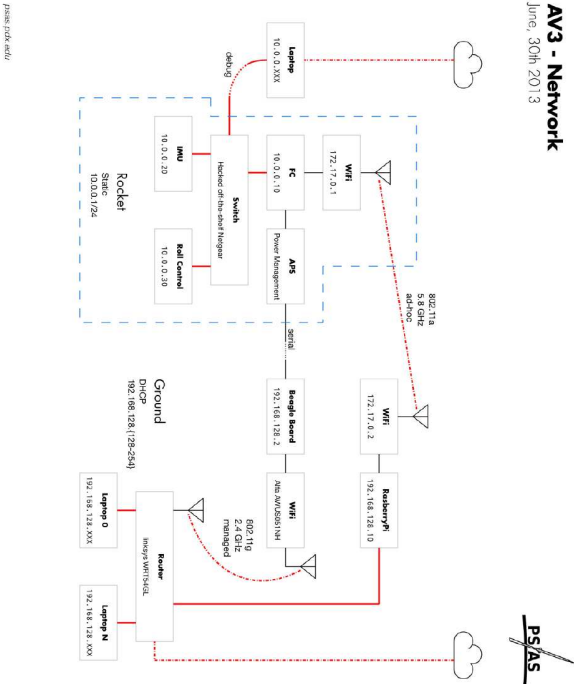 AV3 - Network
June, 30th 2013
PSAS
Laptop
10.0.0.XXX
debug
WiFi
172.17.0.1
802.11a
5.8 GHz
ad-hoc
WiFi
172.17.0.2
RasberryPi
192.168.128.10
FC
10.0.0.10
APS
Power Management
serial
Beagle Board
192.168.128.2
WiFi
Alfa AWUS051NH
Switch
Hacked off-the-shelf Netgear
802.11g
2.4 GHz
managed
IMU
10.0.0.20
Roll Control
10.0.0.30
Router
linksys WRT54GL
Rocket
Static
10.0.0.1/24
Ground
DHCP
192.168.128.{128-254}
Laptop 0
192.168.128.XXX
Laptop N
192.168.128.XXX
psas.pdx.edu